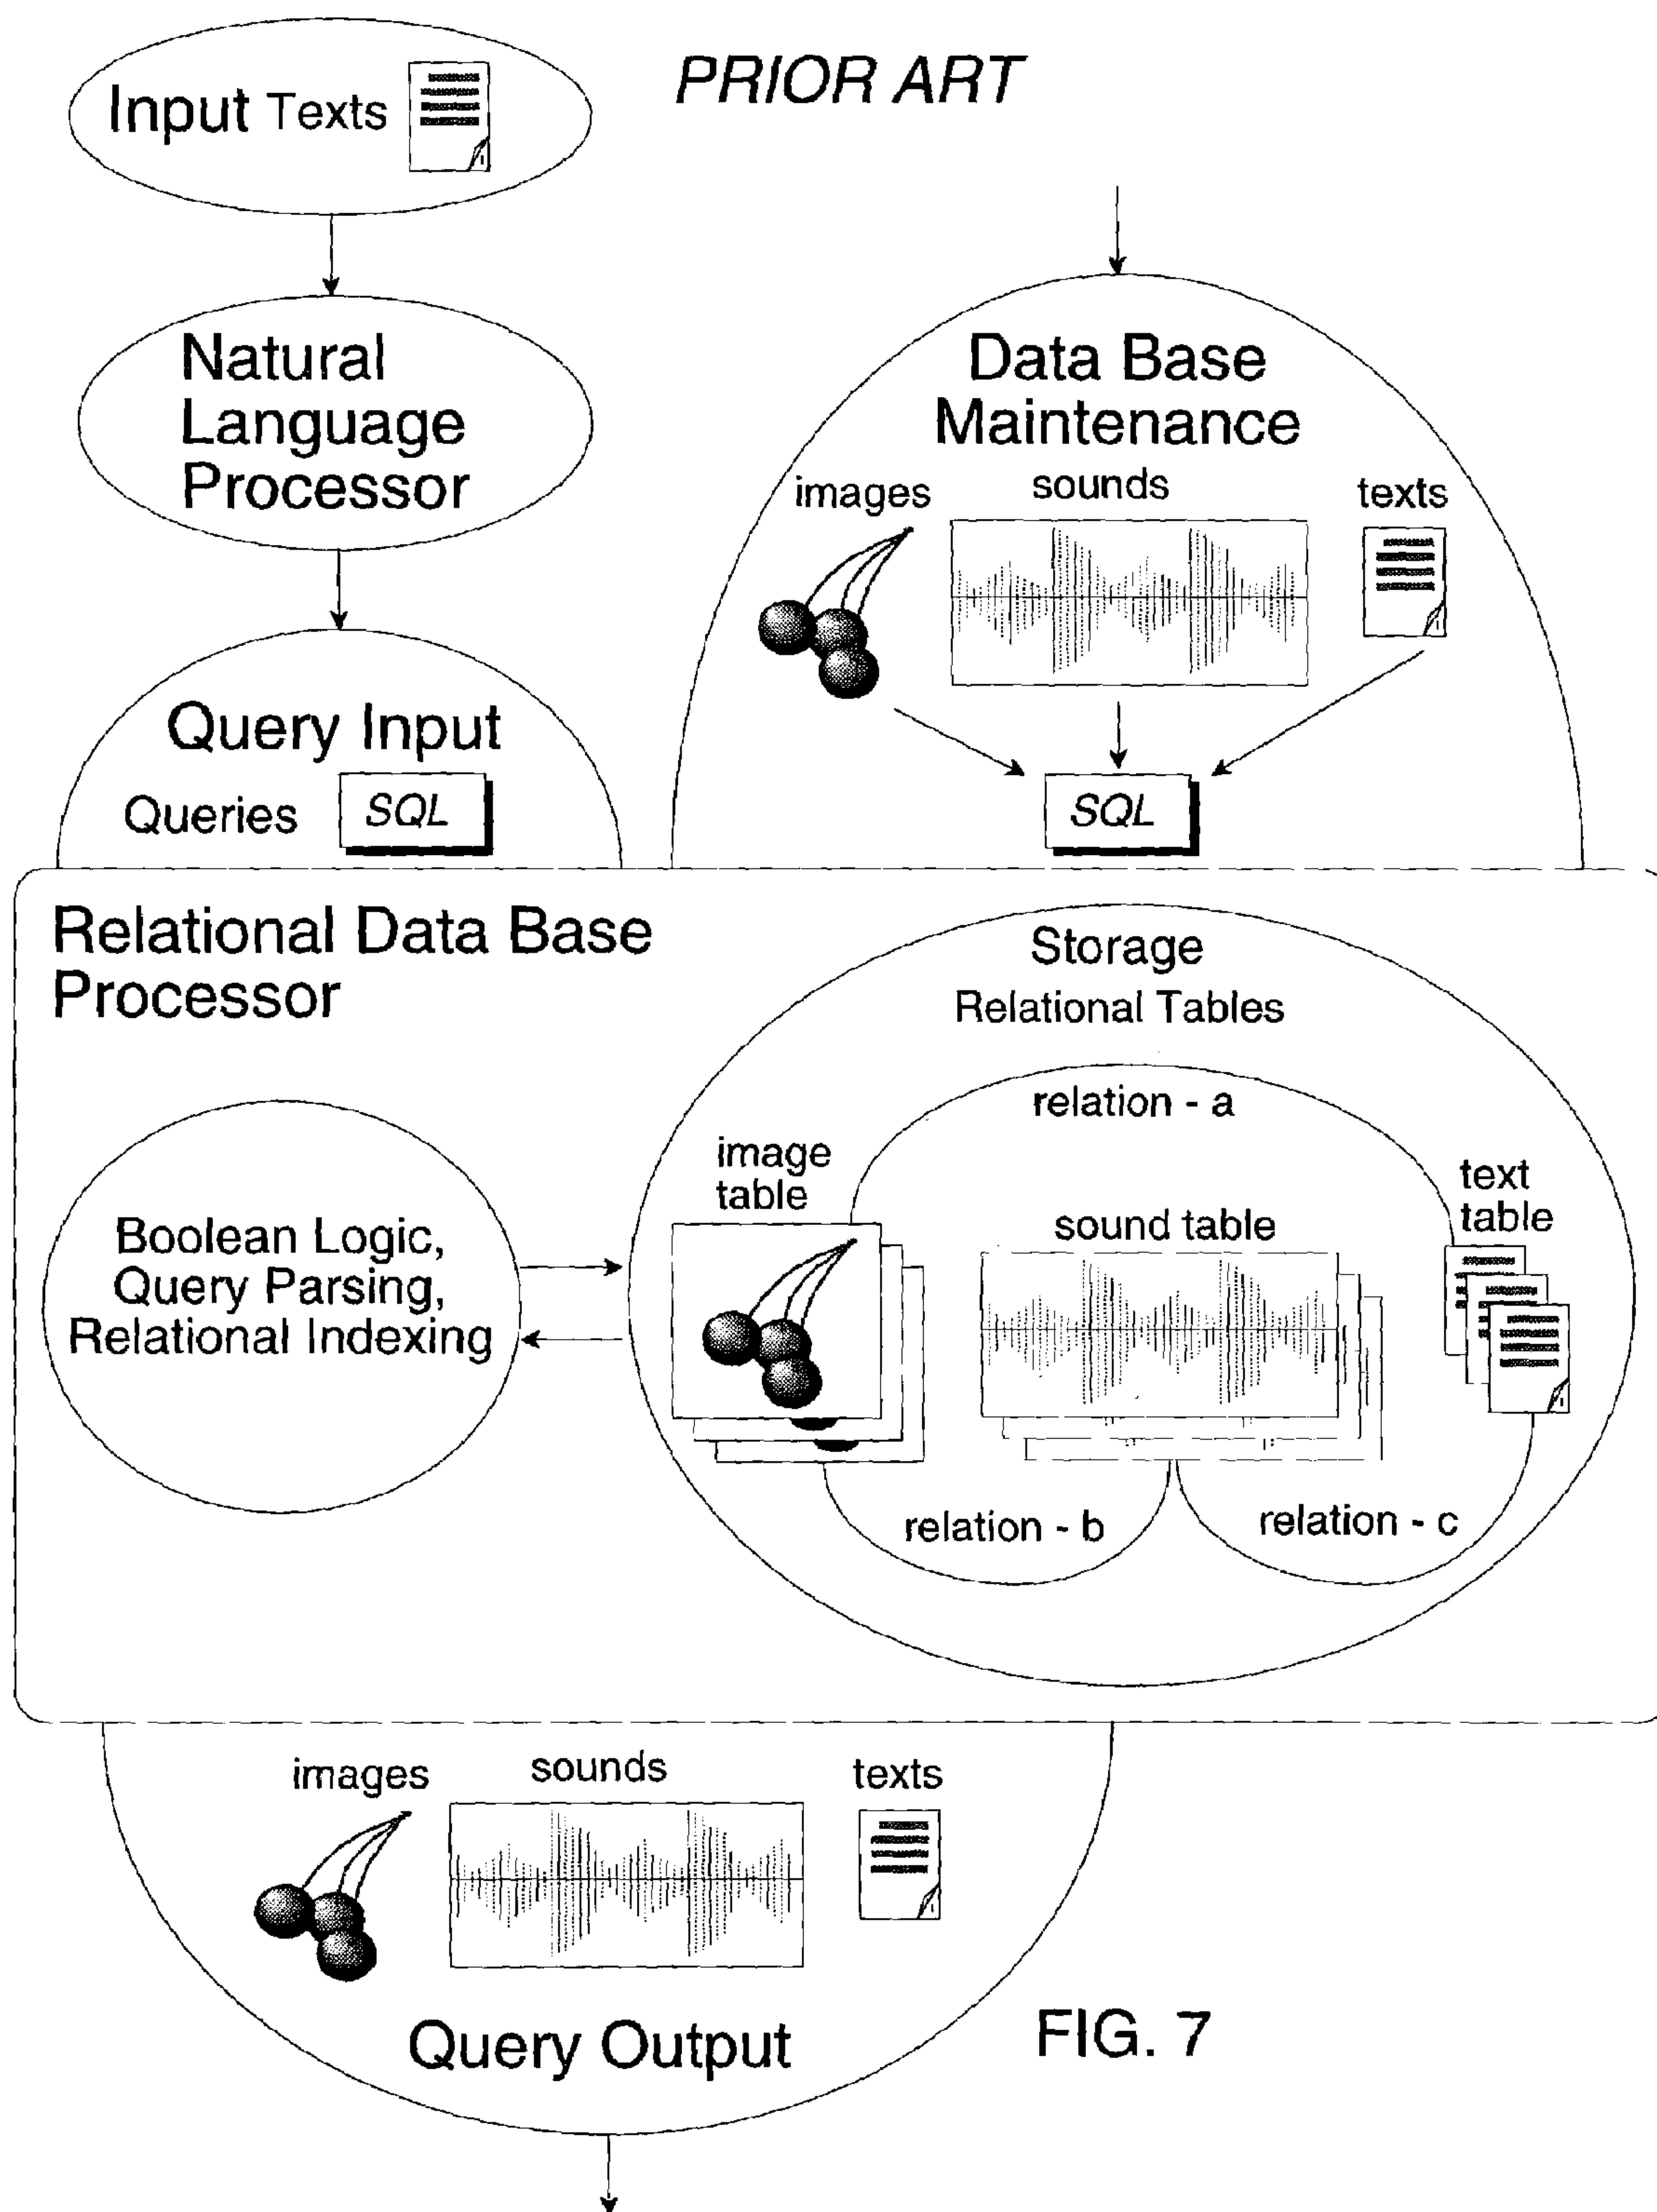 PRIOR ART
Input Texts
Natural
Language
Processor
Query Input
Queries SQL
Data Base
Maintenance
images sounds texts
SQL
Relational Data Base
Processor
Boolean Logic,
Query Parsing,
Relational Indexing
Storage
Relational Tables
relation - a
image
table
sound table
text
table
relation - b
relation - c
images sounds texts
Query Output
FIG. 7